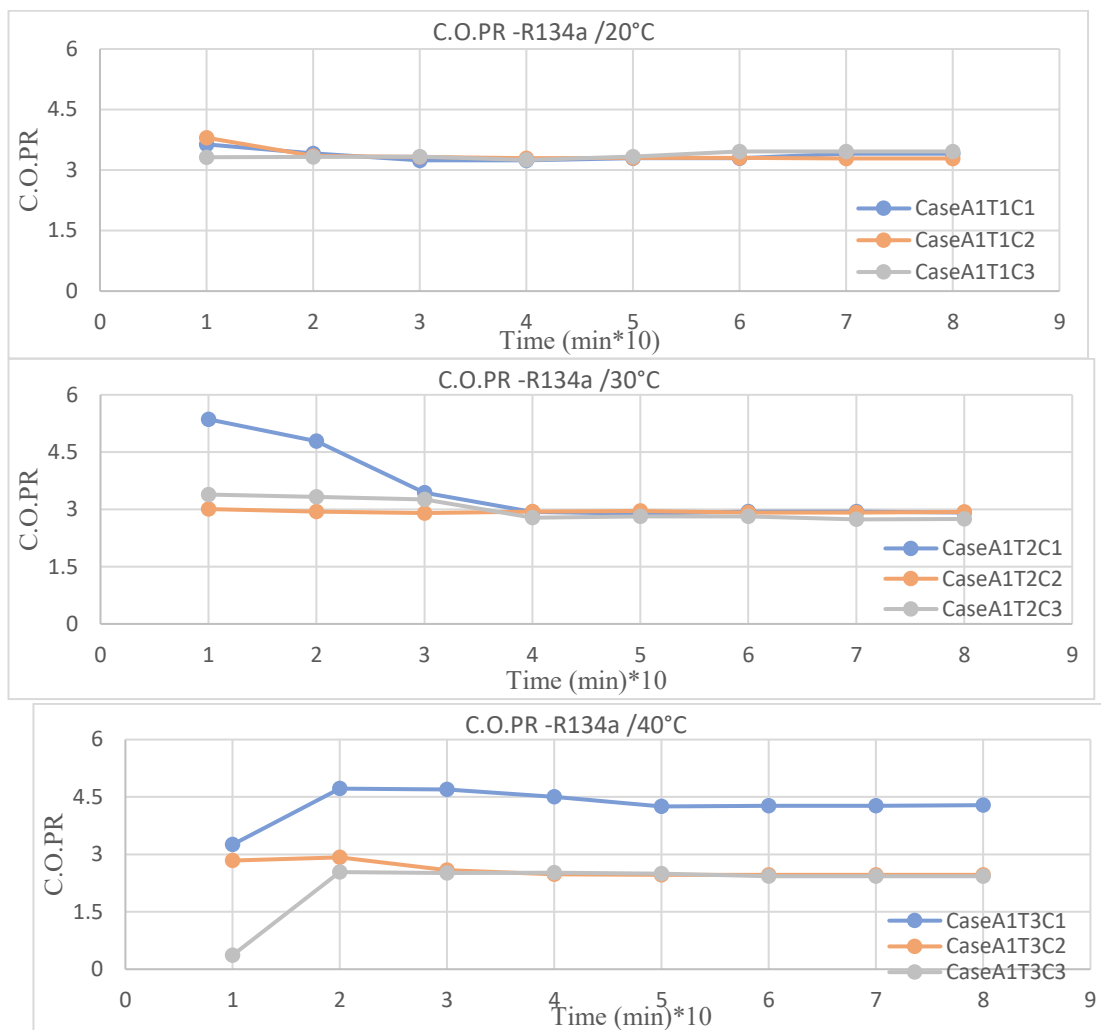 C.O.PR -R134a /20°C
6
4.5
3
1.5
0
C.O.PR
CaseA1T1C1
CaseA1T1C2
CaseA1T1C3
0 1 2 3 4 5 6 7 8 9
Time (min*10)
C.O.PR -R134a /30°C
6
4.5
3
1.5
0
C.O.PR
CaseA1T2C1
CaseA1T2C2
CaseA1T2C3
0 1 2 3 4 5 6 7 8 9
Time (min)*10
C.O.PR -R134a /40°C
6
4.5
3
1.5
0
C.O.PR
CaseA1T3C1
CaseA1T3C2
CaseA1T3C3
0 1 2 3 4 5 6 7 8 9
Time (min)*10